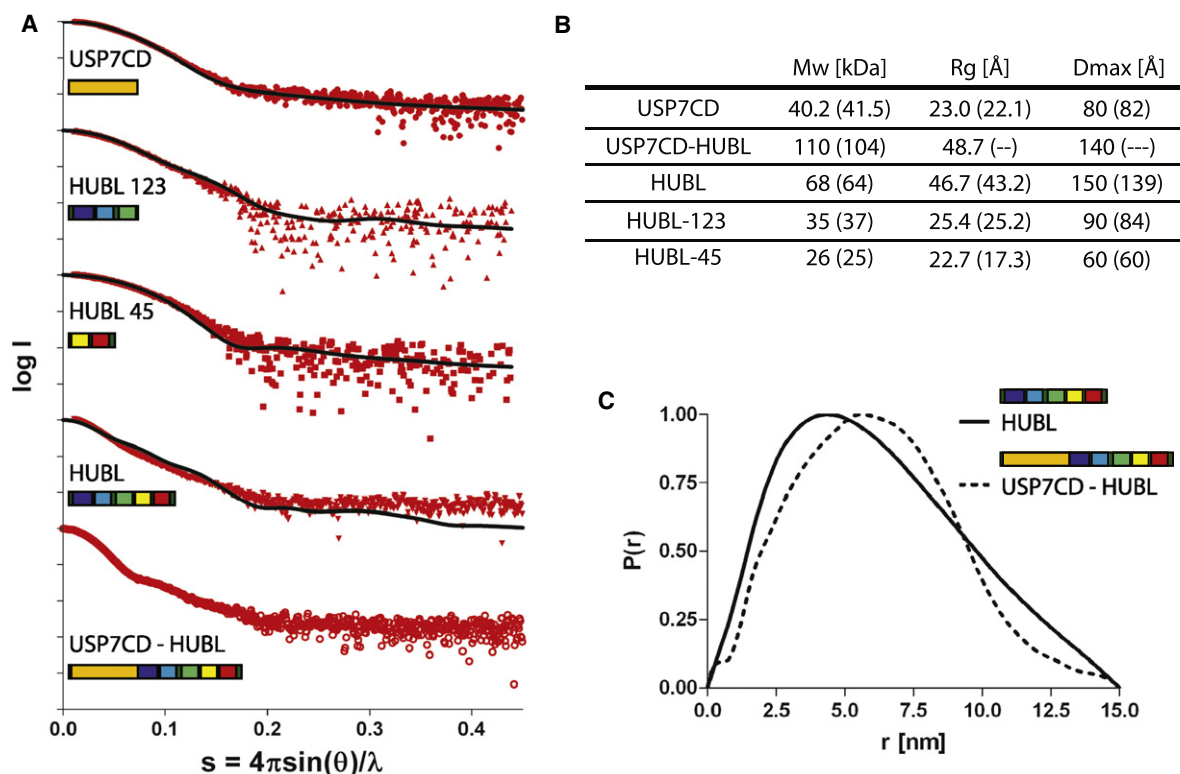 A
USP7CD
HUBL 123
HUBL 45
HUBL
USP7CD - HUBL
log I
0.0 0.1 0.2 0.3 0.4
s = 4πsin(θ)/λ
B
Mw [kDa] Rg [Å] Dmax [Å]
USP7CD 40.2 (41.5) 23.0 (22.1) 80 (82)
USP7CD-HUBL 110 (104) 48.7 (--) 140 (---)
HUBL 68 (64) 46.7 (43.2) 150 (139)
HUBL-123 35 (37) 25.4 (25.2) 90 (84)
HUBL-45 26 (25) 22.7 (17.3) 60 (60)
C
HUBL
USP7CD - HUBL
P(r)
1.00
0.75
0.50
0.25
0.00
0.0 2.5 5.0 7.5 10.0 12.5 15.0
r [nm]